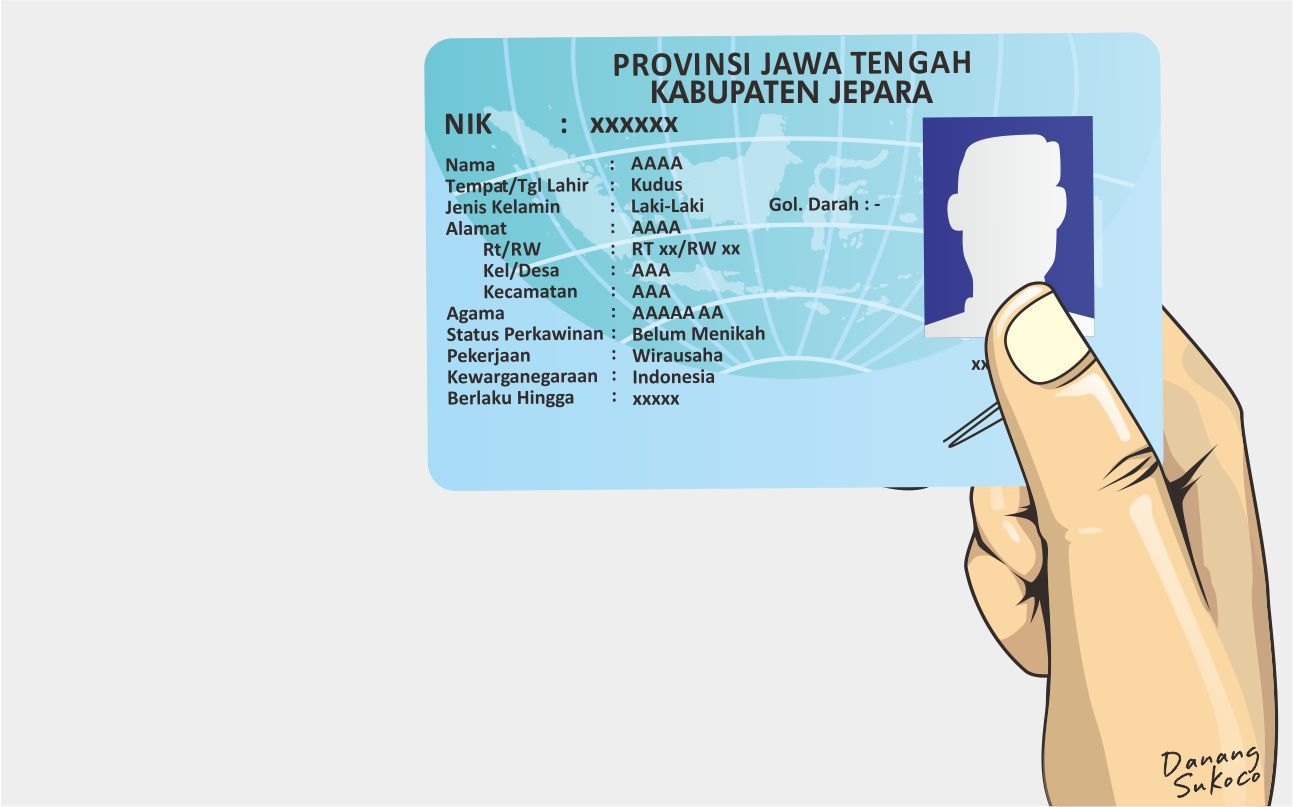 PROVINSI JAWA TENGAH
KABUPATEN JEPARA
NIK : xxxxxx
Nama : AAAA
Tempat/Tgl Lahir : Kudus
Jenis Kelamin : Laki-Laki Gol. Darah : -
Alamat : AAAA
Rt/RW : RT xx/RW xx
Kel/Desa : AAA
Kecamatan : AAA
Agama : AAAAA AA
Status Perkawinan : Belum Menikah
Pekerjaan : Wirausaha
Kewarganegaraan : Indonesia
Berlaku Hingga : xxxxx
xx
Danang
Sukoco